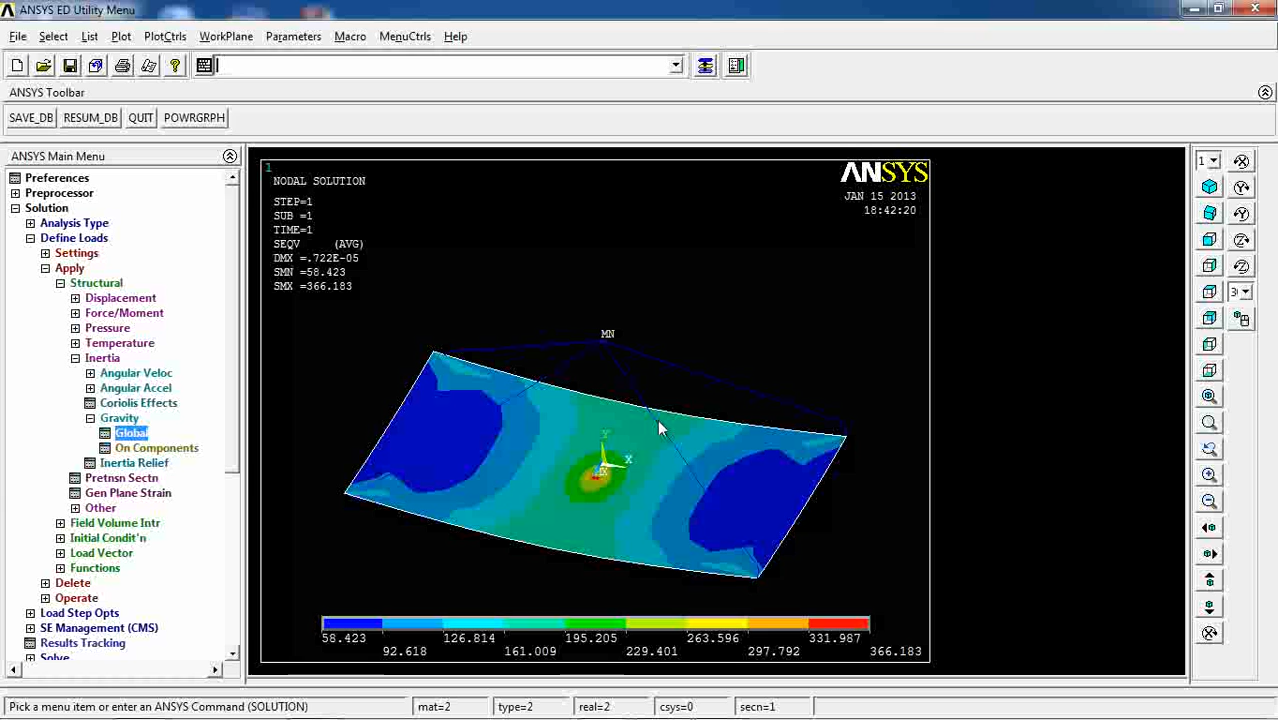 ANSYS ED Utility Menu
File Select List Plot PlotCtrls WorkPlane Parameters Macro MenuCtrls Help
ANSYS Toolbar
SAVE_DB RESUM_DB QUIT POWRGRPH
ANSYS Main Menu
Preferences
Preprocessor
Solution
Analysis Type
Define Loads
Settings
Apply
Structural
Displacement
Force/Moment
Pressure
Temperature
Inertia
Angular Veloc
Angular Accel
Coriolis Effects
Gravity
Global
On Components
Inertia Relief
Pretnsn Sectn
Gen Plane Strain
Other
Field Volume Intr
Initial Condit'n
Load Vector
Functions
Delete
Operate
Load Step Opts
SE Management (CMS)
Results Tracking
Solve
1
NODAL SOLUTION
STEP=1
SUB =1
TIME=1
SEQV (AVG)
DMX =.722E-05
SMN =58.423
SMX =366.183
ANSYS
JAN 15 2013
18:42:20
MN
Y
X
58.423 126.814 195.205 263.596 331.987
92.618 161.009 229.401 297.792 366.183
1
Pick a menu item or enter an ANSYS Command (SOLUTION) mat=2 type=2 real=2 csys=0 secn=1